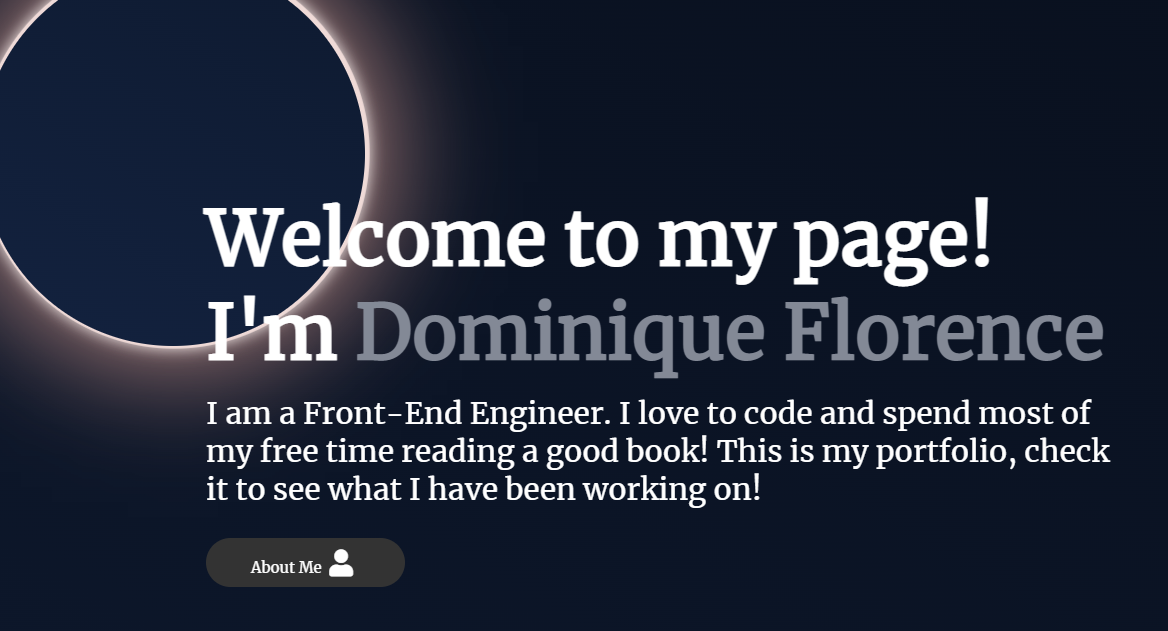 Welcome to my page!
I'm Dominique Florence
I am a Front-End Engineer. I love to code and spend most of
my free time reading a good book! This is my portfolio, check
it to see what I have been working on!
About Me